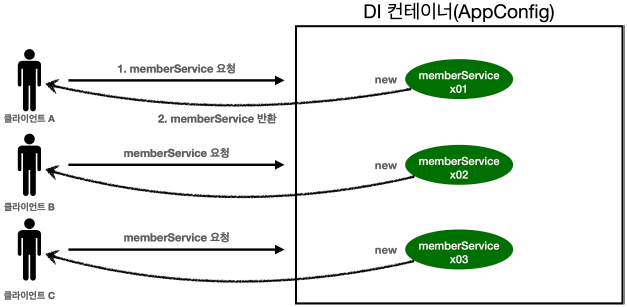 DI 컨테이너(AppConfig)
1. memberService 요청
new
memberService
x01
클라이언트 A
2. memberService 반환
memberService 요청
new
memberService
x02
클라이언트 B
memberService 요청
new
memberService
x03
클라이언트 C